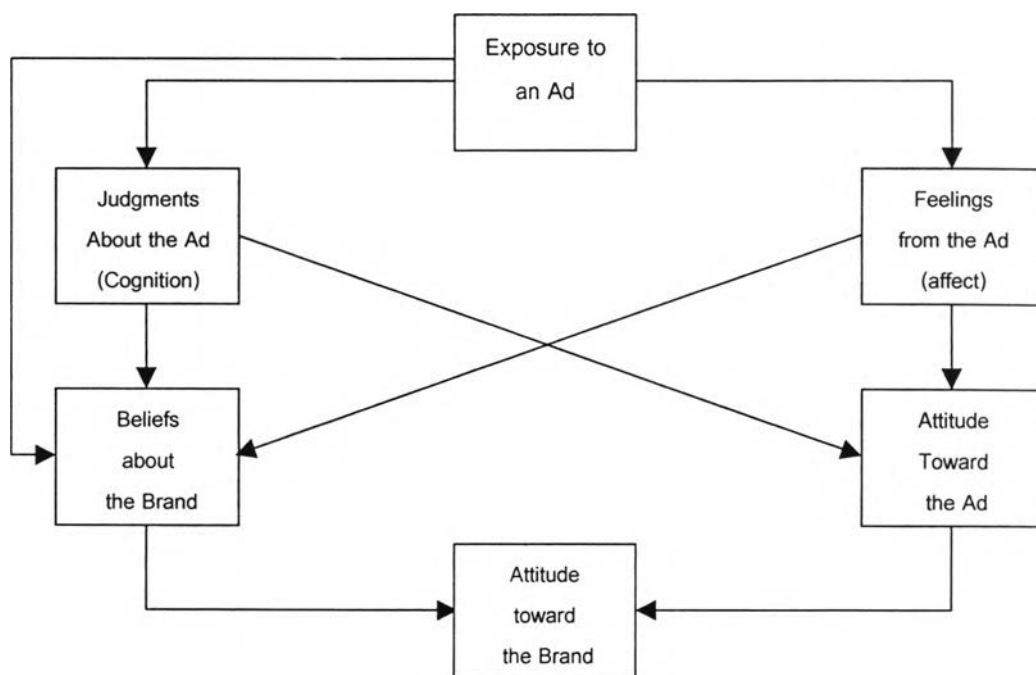 Exposure to
an Ad
Judgments
About the Ad
(Cognition)
Feelings
from the Ad
(affect)
Beliefs
about
the Brand
Attitude
Toward
the Ad
Attitude
toward
the Brand